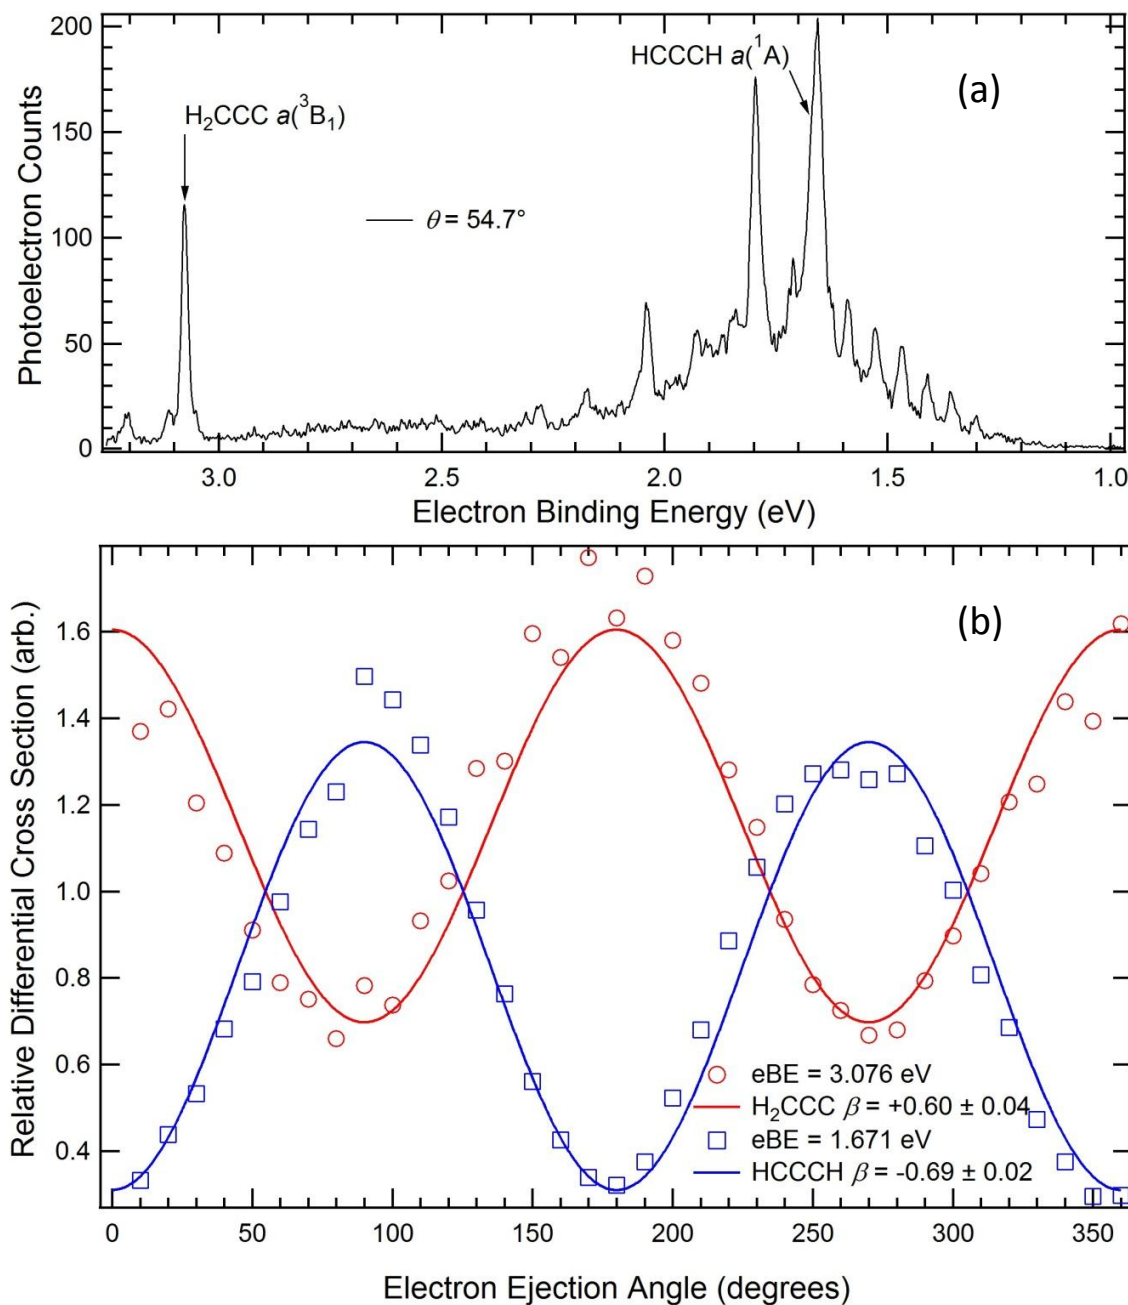 200
150
100
50
0
Photoelectron Counts
H₂CCC a(³B₁)
HCCCH a(¹A)
(a)
θ = 54.7°
3.0 2.5 2.0 1.5 1.0
Electron Binding Energy (eV)
1.6
1.4
1.2
1.0
0.8
0.6
0.4
Relative Differential Cross Section (arb.)
(b)
eBE = 3.076 eV
H₂CCC β = +0.60 ± 0.04
eBE = 1.671 eV
HCCCH β = -0.69 ± 0.02
0 50 100 150 200 250 300 350
Electron Ejection Angle (degrees)